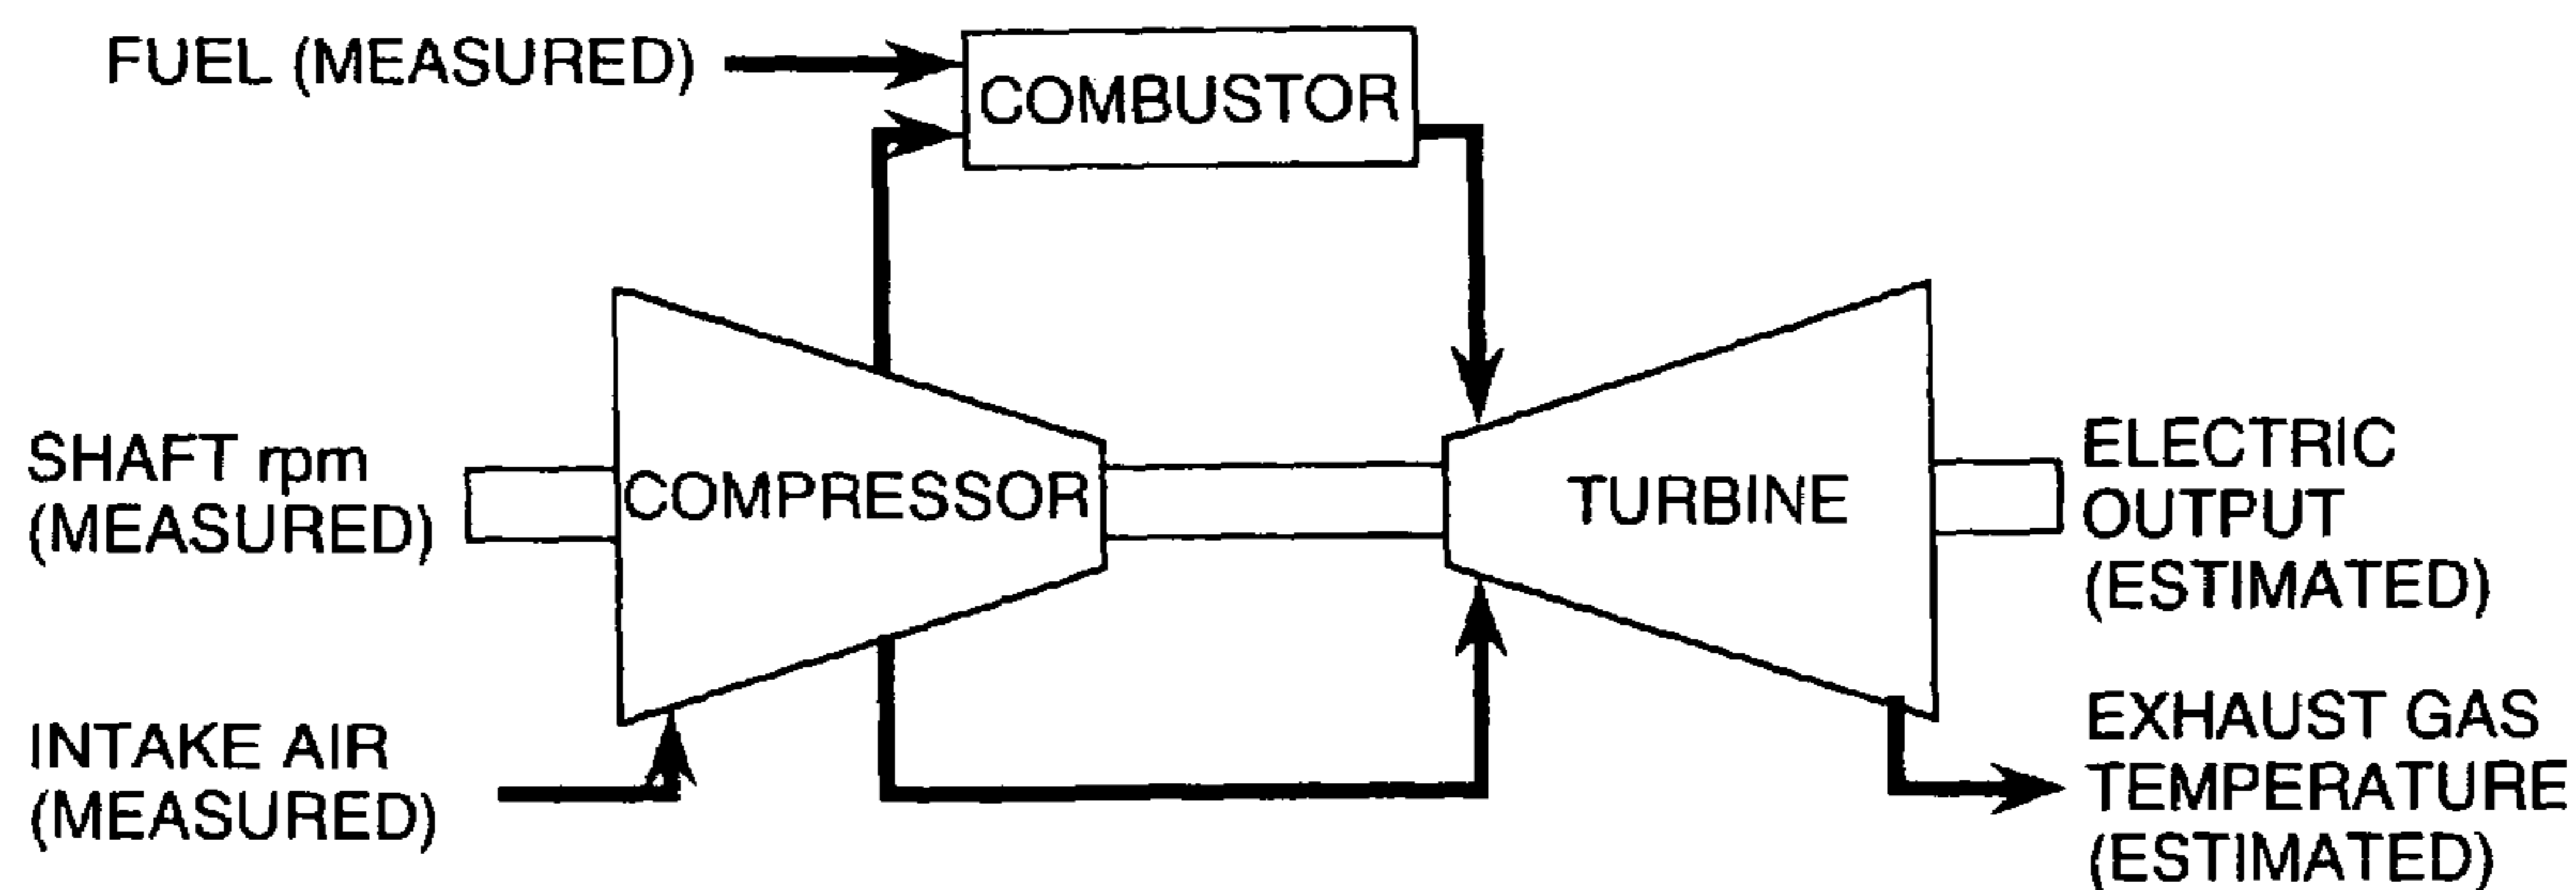 FUEL (MEASURED)
COMBUSTOR
SHAFT rpm
(MEASURED)
COMPRESSOR
TURBINE
ELECTRIC
OUTPUT
(ESTIMATED)
INTAKE AIR
(MEASURED)
EXHAUST GAS
TEMPERATURE
(ESTIMATED)